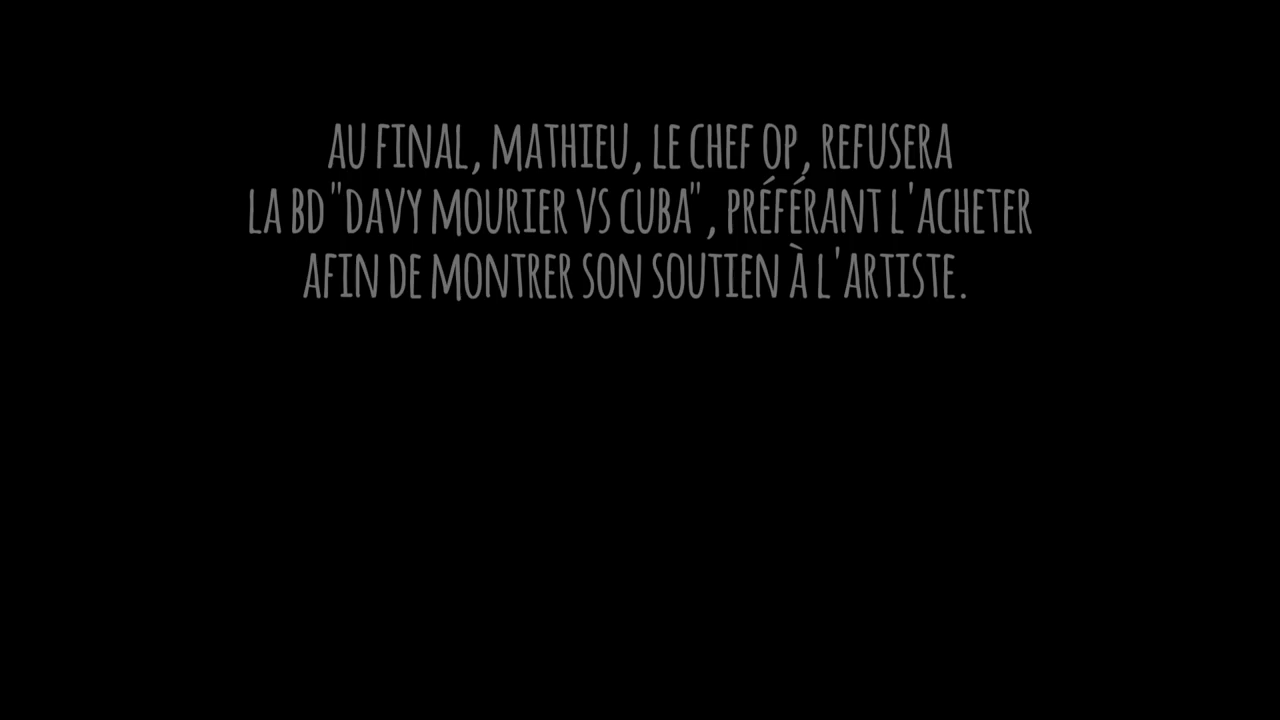 AU FINAL, MATHIEU, LE CHEF OP, REFUSERA
LA BD "DAVY MOURIER VS CUBA", PRÉFÉRANT L'ACHETER
AFIN DE MONTRER SON SOUTIEN À L'ARTISTE.